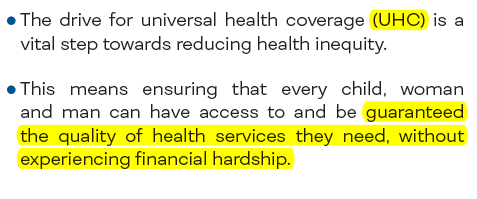 • The drive for universal health coverage (UHC) is a
vital step towards reducing health inequity.
• This means ensuring that every child, woman
and man can have access to and be guaranteed
the quality of health services they need, without
experiencing financial hardship.